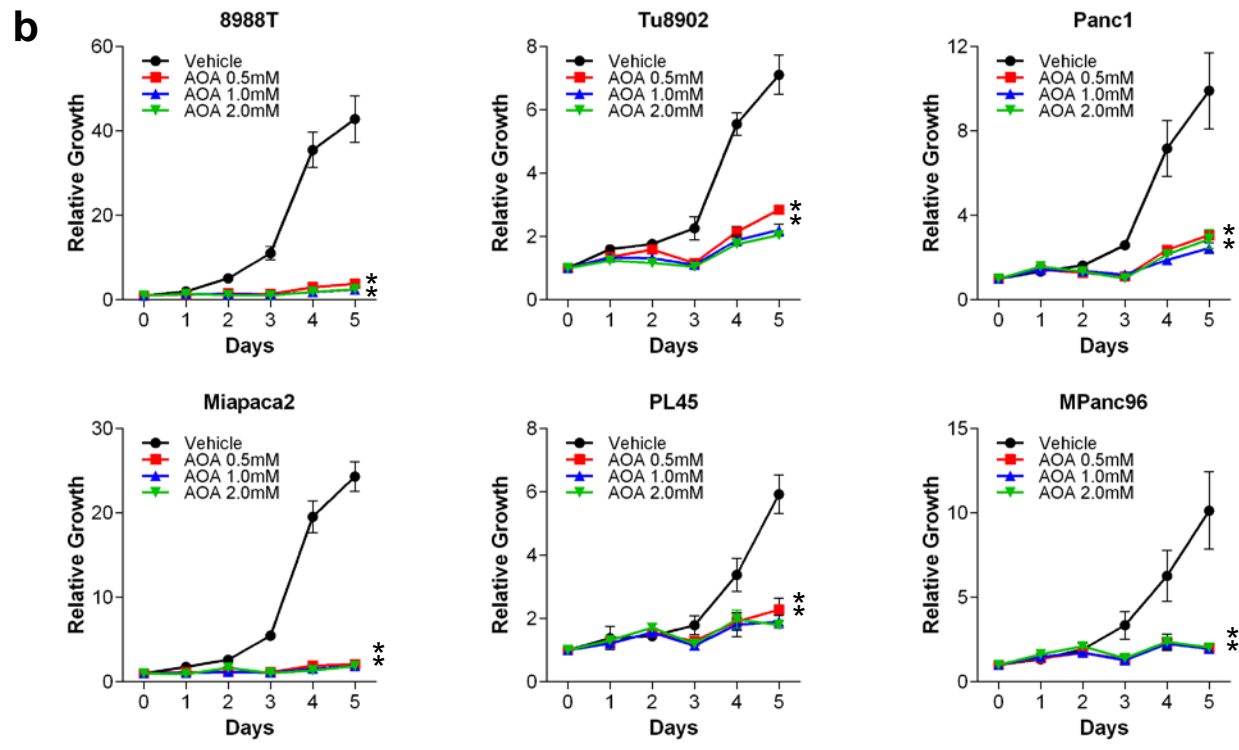 b
8988T
60
40
20
0
Relative Growth
Vehicle
AOA 0.5mM
AOA 1.0mM
AOA 2.0mM
*
*
0 1 2 3 4 5
Days
Tu8902
8
6
4
2
0
Relative Growth
Vehicle
AOA 0.5mM
AOA 1.0mM
AOA 2.0mM
*
*
0 1 2 3 4 5
Days
Panc1
12
8
4
0
Relative Growth
Vehicle
AOA 0.5mM
AOA 1.0mM
AOA 2.0mM
*
*
0 1 2 3 4 5
Days
Miapaca2
30
20
10
0
Relative Growth
Vehicle
AOA 0.5mM
AOA 1.0mM
AOA 2.0mM
*
*
0 1 2 3 4 5
Days
PL45
8
6
4
2
0
Relative Growth
Vehicle
AOA 0.5mM
AOA 1.0mM
AOA 2.0mM
*
*
0 1 2 3 4 5
Days
MPanc96
15
10
5
0
Relative Growth
Vehicle
AOA 0.5mM
AOA 1.0mM
AOA 2.0mM
*
*
0 1 2 3 4 5
Days